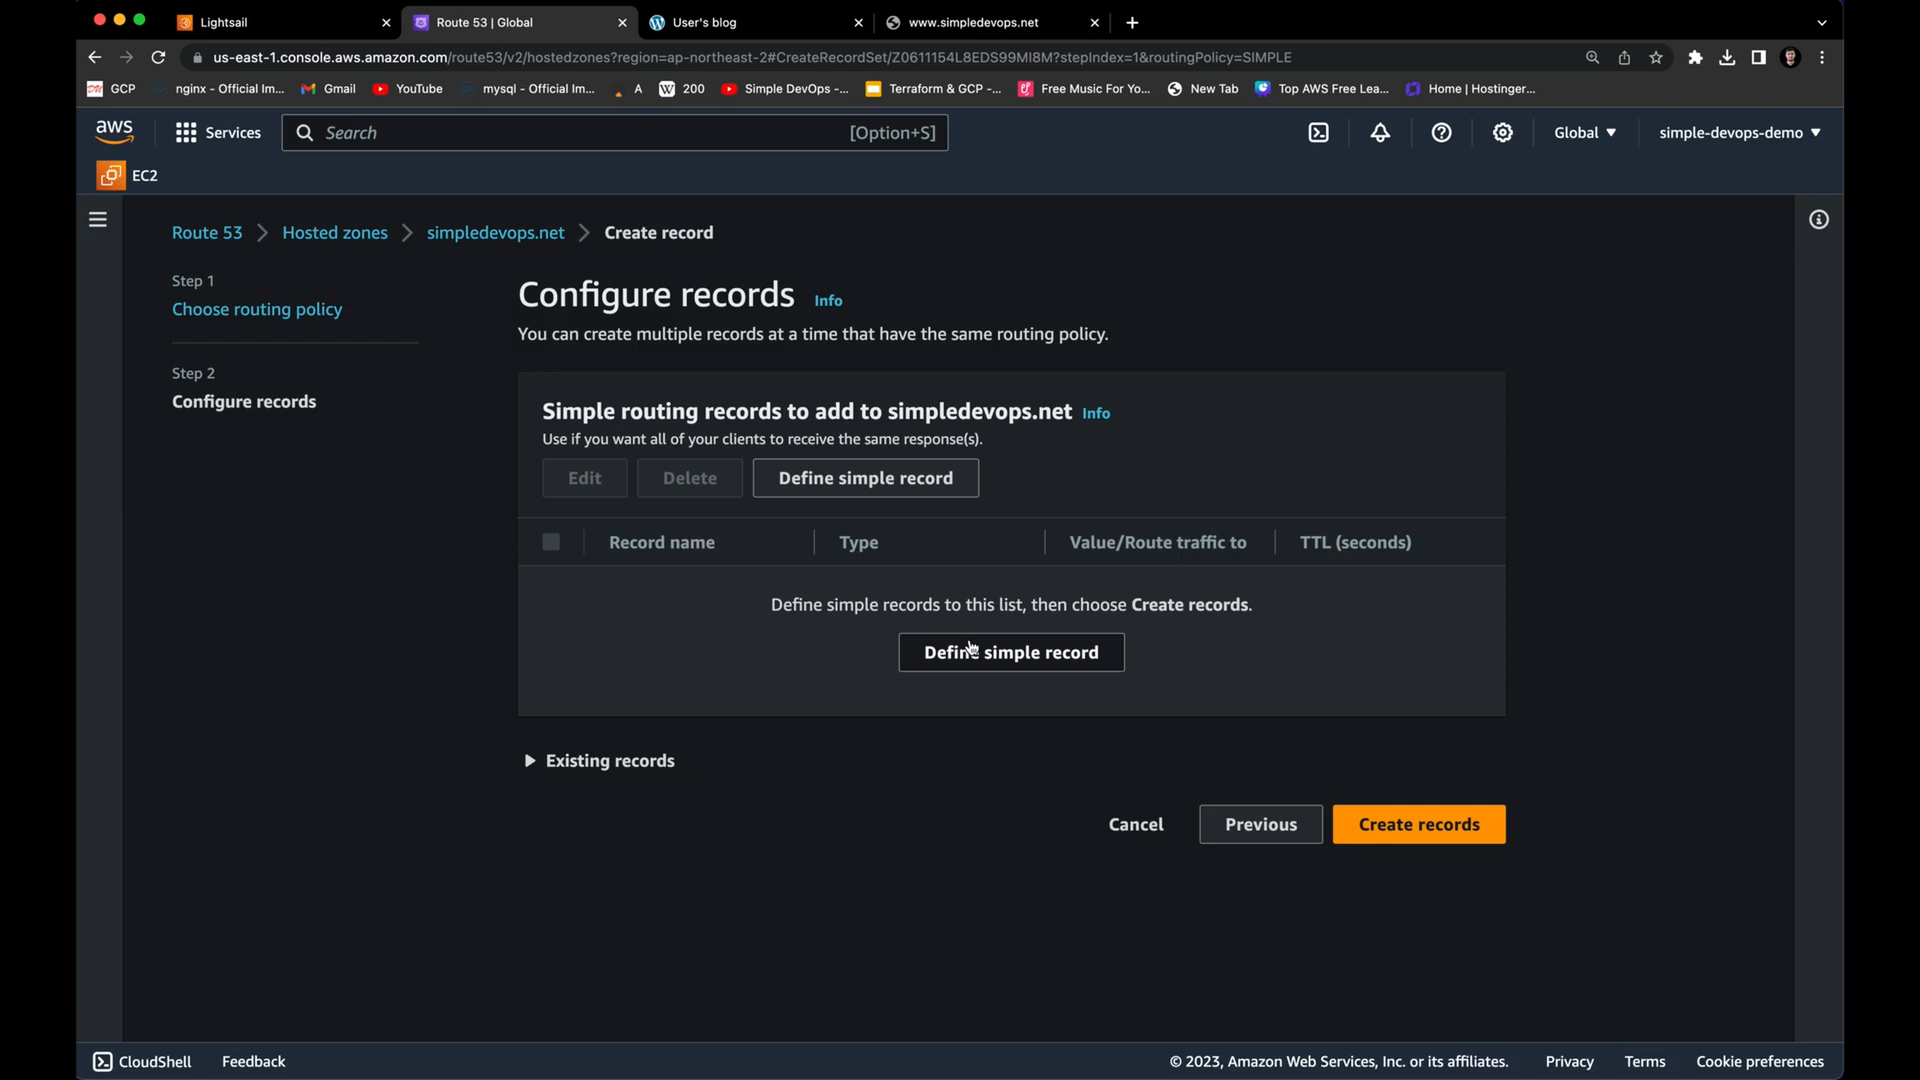 Lightsail
Route 53 | Global
User's blog
www.simpledevops.net
us-east-1.console.aws.amazon.com/route53/v2/hostedzones?region=ap-northeast-2#CreateRecordSet/Z0611154L8EDS99MI8M?stepIndex=1&routingPolicy=SIMPLE
GCP
nginx - Official Im...
Gmail
YouTube
mysql - Official Im...
A
200
Simple DevOps -...
Terraform & GCP -...
Free Music For Yo...
New Tab
Top AWS Free Lea...
Home | Hostinger...
aws
Services
Search
[Option+S]
Global
simple-devops-demo
EC2
Route 53
Hosted zones
simpledevops.net
Create record
Step 1
Choose routing policy
Step 2
Configure records
Configure records Info
You can create multiple records at a time that have the same routing policy.
Simple routing records to add to simpledevops.net Info
Use if you want all of your clients to receive the same response(s).
Edit
Delete
Define simple record
Record name
Type
Value/Route traffic to
TTL (seconds)
Define simple records to this list, then choose Create records.
Define simple record
Existing records
Cancel
Previous
Create records
CloudShell
Feedback
© 2023, Amazon Web Services, Inc. or its affiliates.
Privacy
Terms
Cookie preferences